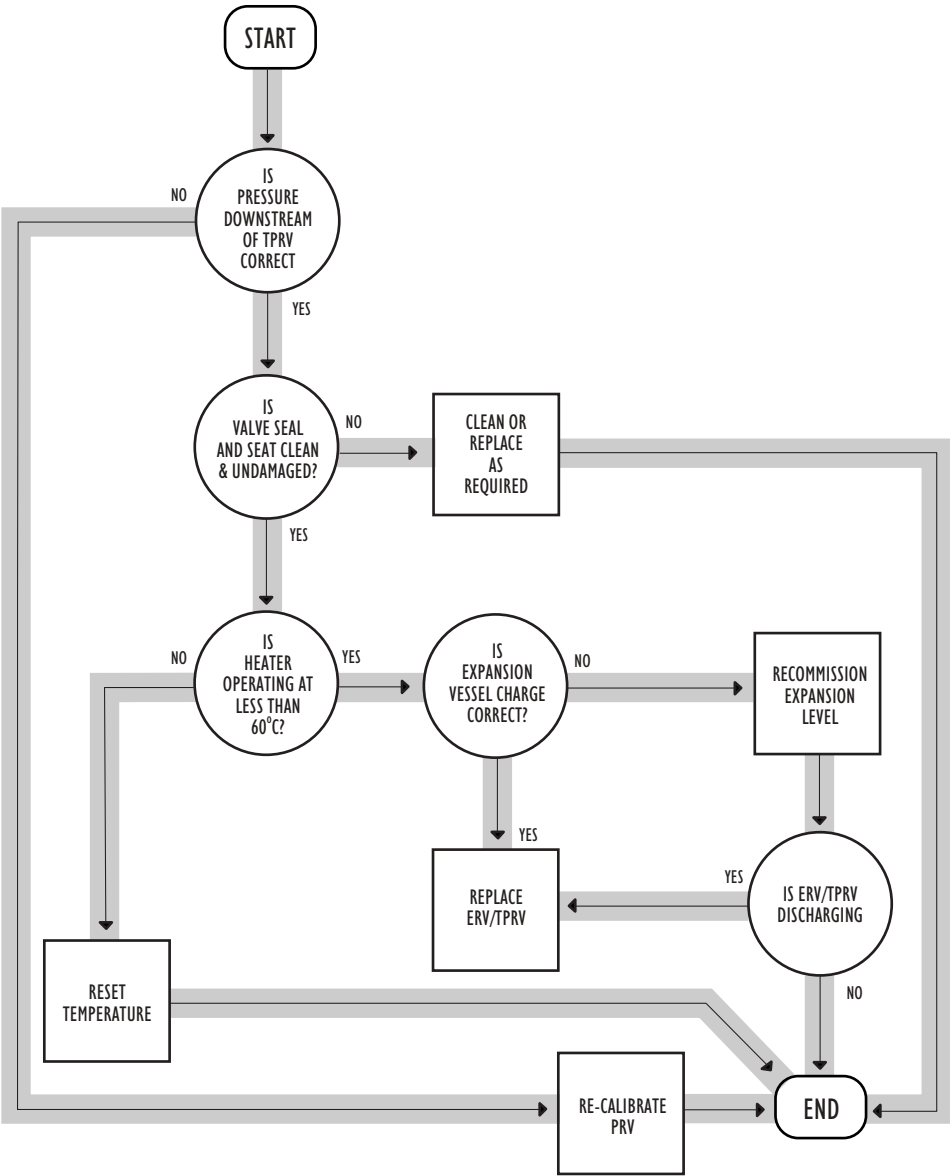 START
IS
PRESSURE
DOWNSTREAM
OF TPRV
CORRECT
NO
YES
IS
VALVE SEAL
AND SEAT CLEAN
& UNDAMAGED?
NO
CLEAN OR
REPLACE
AS
REQUIRED
YES
IS
HEATER
OPERATING AT
LESS THAN
60°C?
NO
YES
IS
EXPANSION
VESSEL CHARGE
CORRECT?
NO
RECOMMISSION
EXPANSION
LEVEL
YES
REPLACE
ERV/TPRV
YES
IS ERV/TPRV
DISCHARGING
NO
RESET
TEMPERATURE
RE-CALIBRATE
PRV
END